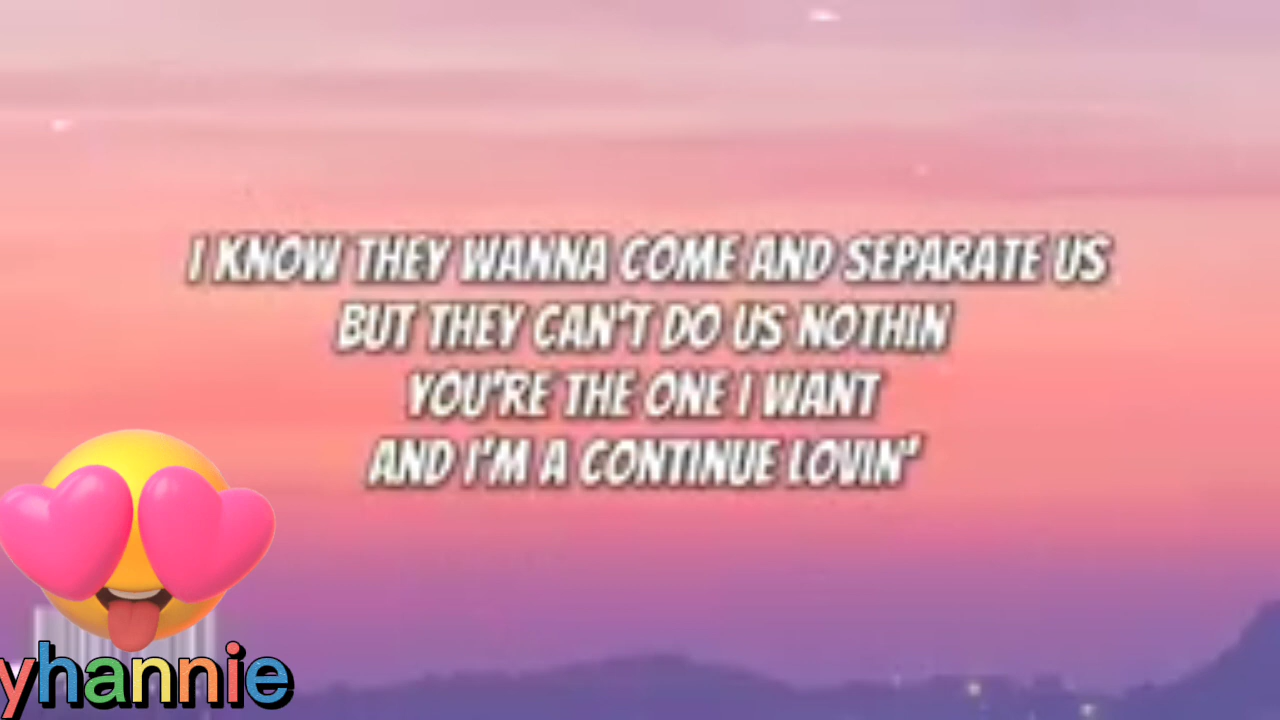 I KNOW THEY WANNA COME AND SEPARATE US
BUT THEY CAN'T DO US NOTHIN
YOU'RE THE ONE I WANT
AND I'M A CONTINUE LOVIN'
yhannie